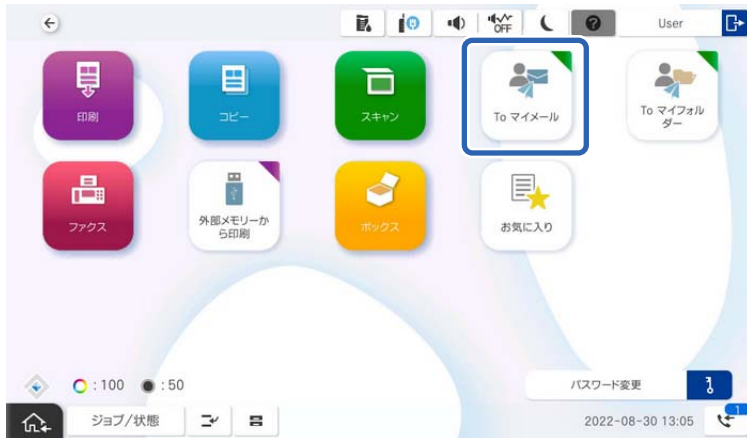 OFF
User
印刷
コピー
スキャン
To マイメール
To マイフォル
ダー
ファクス
外部メモリーか
ら印刷
ボックス
お気に入り
:100 :50
パスワード変更
ジョブ/状態
2022-08-30 13:05
1